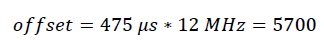 offset = 475 μs * 12 MHz = 5700